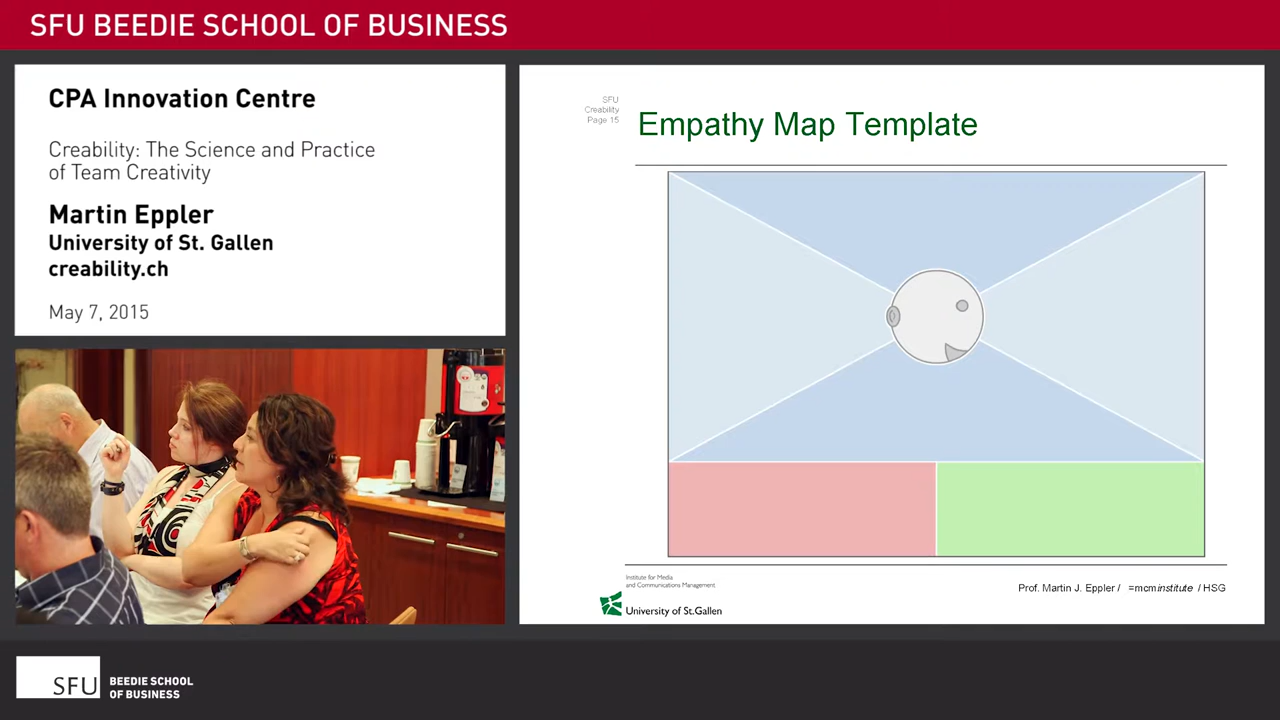 SFU BEEDIE SCHOOL OF BUSINESS
CPA Innovation Centre
Creability: The Science and Practice
of Team Creativity
Martin Eppler
University of St. Gallen
creability.ch
May 7, 2015
SFU
Creability
Page 15
Empathy Map Template
Institute for Media
and Communications Management
University of St.Gallen
Prof. Martin J. Eppler / =mcminstitute / HSG
SFU
BEEDIE SCHOOL
OF BUSINESS